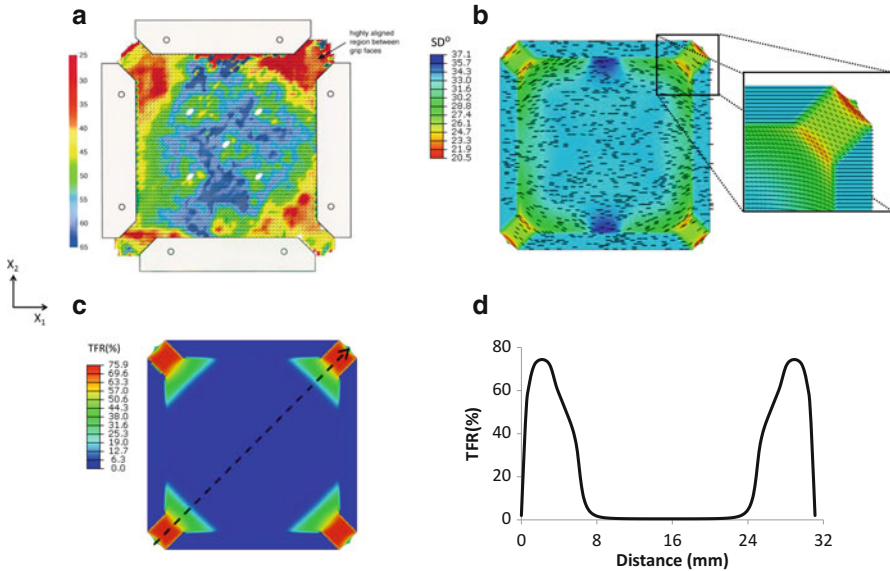 a
highly aligned
region between
grip faces
25
30
35
40
45
50
55
60
65
X₂
X₁
b
SD⁰
37.1
35.7
34.3
33.0
31.6
30.2
28.8
27.4
26.1
24.7
23.3
21.9
20.5
c
TFR(%)
75.9
69.6
63.3
57.0
50.6
44.3
38.0
31.6
25.3
19.0
12.7
6.3
0.0
d
TFR(%)
80
60
40
20
0
0 8 16 24 32
Distance (mm)